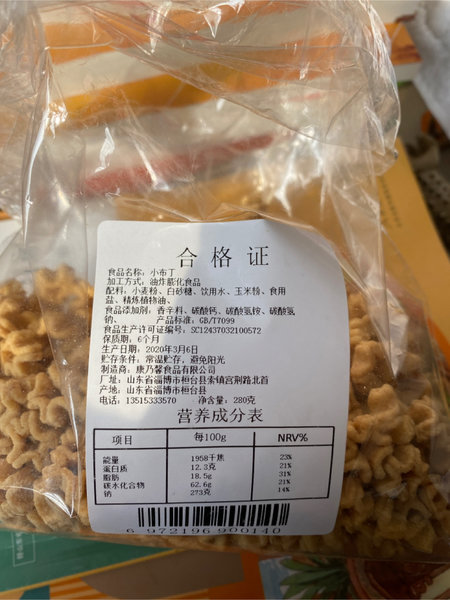 合格证
食品名称：小布丁
加工方式：油炸膨化食品
配料：小麦粉、白砂糖、饮用水、玉米粉、食用
盐、精炼植物油、
食品添加剂：香辛料、碳酸钙、碳酸氢铵、碳酸氢
钠、 产品标准：GB/T7099
食品生产许可证编号：SC12437032100572
保质期：6个月
生产日期：2020年3月6日
贮存条件：常温贮存，避免阳光
制造商：康乃馨食品有限公司
厂址：山东省淄博市桓台县索镇宫荆路北首
产地：山东省淄博市桓台县
电话：13515333570 净含量：280克
营养成分表
项目 每100g NRV%
能量 1958千焦 23%
蛋白质 12.3g 21%
脂肪 18.5g 31%
碳水化合物 62.6g 21%
钠 273克 14%
6 972196 900140